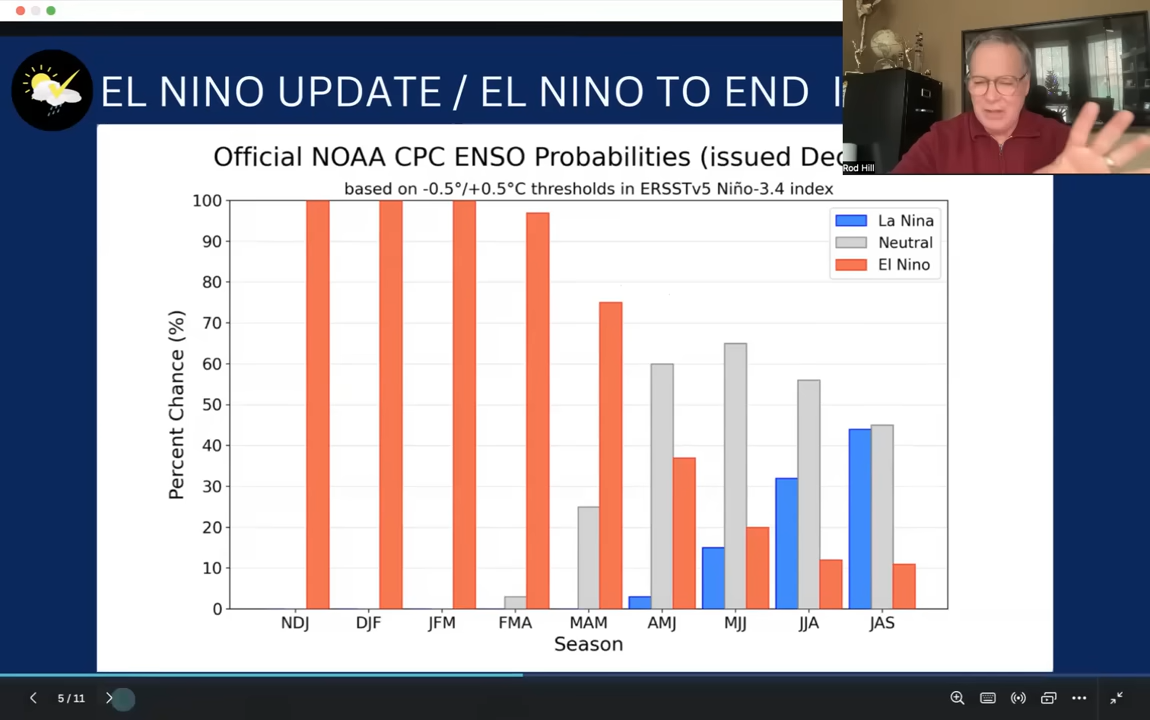 EL NINO UPDATE / EL NINO TO END
Rod Hill
Official NOAA CPC ENSO Probabilities (issued
based on -0.5°/+0.5°C thresholds in ERSSTv5 Niño-3.4 index
La Nina
Neutral
El Nino
Percent Chance (%)
100
90
80
70
60
50
40
30
20
10
0
NDJ DJF JFM FMA MAM AMJ MJJ JJA JAS
Season
5 / 11